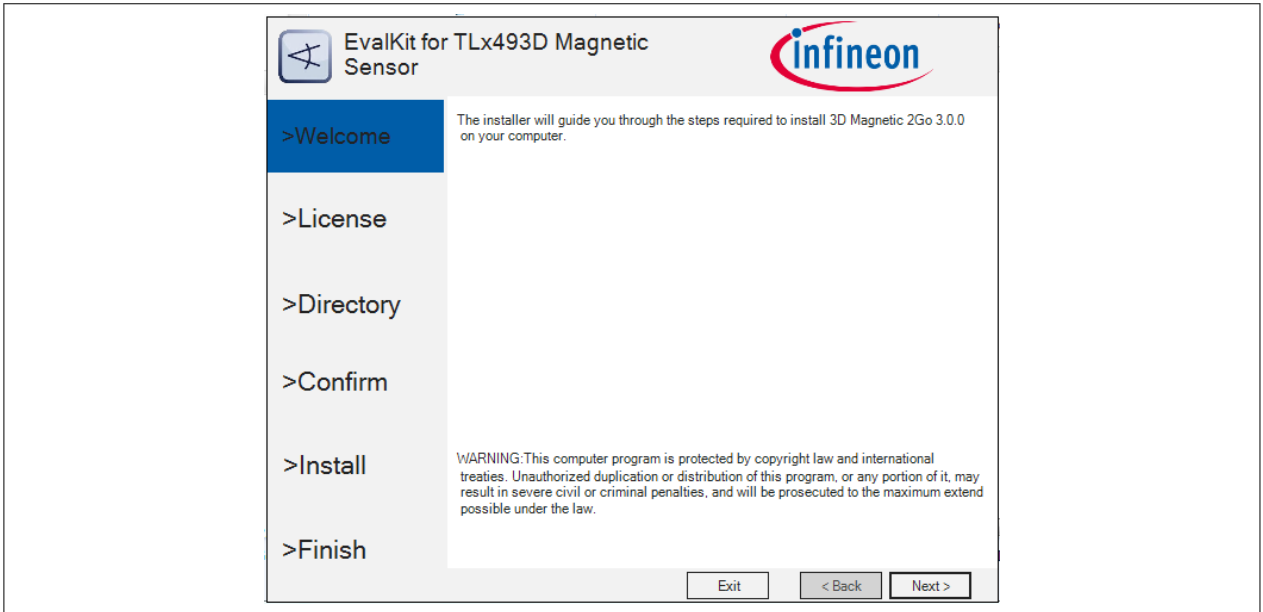 EvalKit for TLx493D Magnetic
Sensor
infineon
>Welcome
The installer will guide you through the steps required to install 3D Magnetic 2Go 3.0.0
on your computer.
>License
>Directory
>Confirm
>Install
WARNING:This computer program is protected by copyright law and international
treaties. Unauthorized duplication or distribution of this program, or any portion of it, may
result in severe civil or criminal penalties, and will be prosecuted to the maximum extend
possible under the law.
>Finish
Exit
< Back
Next >